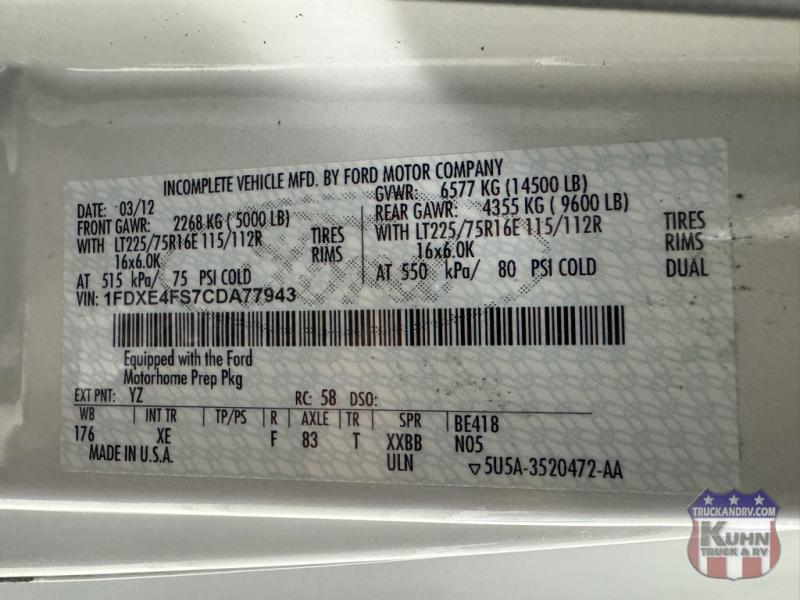 INCOMPLETE VEHICLE MFD. BY FORD MOTOR COMPANY
DATE: 03/12
GVWR: 6577 KG (14500 LB)
FRONT GAWR: 2268 KG ( 5000 LB)
REAR GAWR: 4355 KG ( 9600 LB)
WITH LT225/75R16E 115/112R TIRES
WITH LT225/75R16E 115/112R TIRES
16x6.0K RIMS
16x6.0K RIMS
AT 515 kPa/ 75 PSI COLD
AT 550 kPa/ 80 PSI COLD DUAL
VIN: 1FDXE4FS7CDA77943
Equipped with the Ford
Motorhome Prep Pkg
EXT PNT: YZ RC: 58 DSO:
WB INT TR TP/PS R AXLE TR SPR BE418
176 XE F 83 T XXBB N05
MADE IN U.S.A. ULN 5U5A-3520472-AA
TRUCKANDRV.COM
KUHN
TRUCK & RV